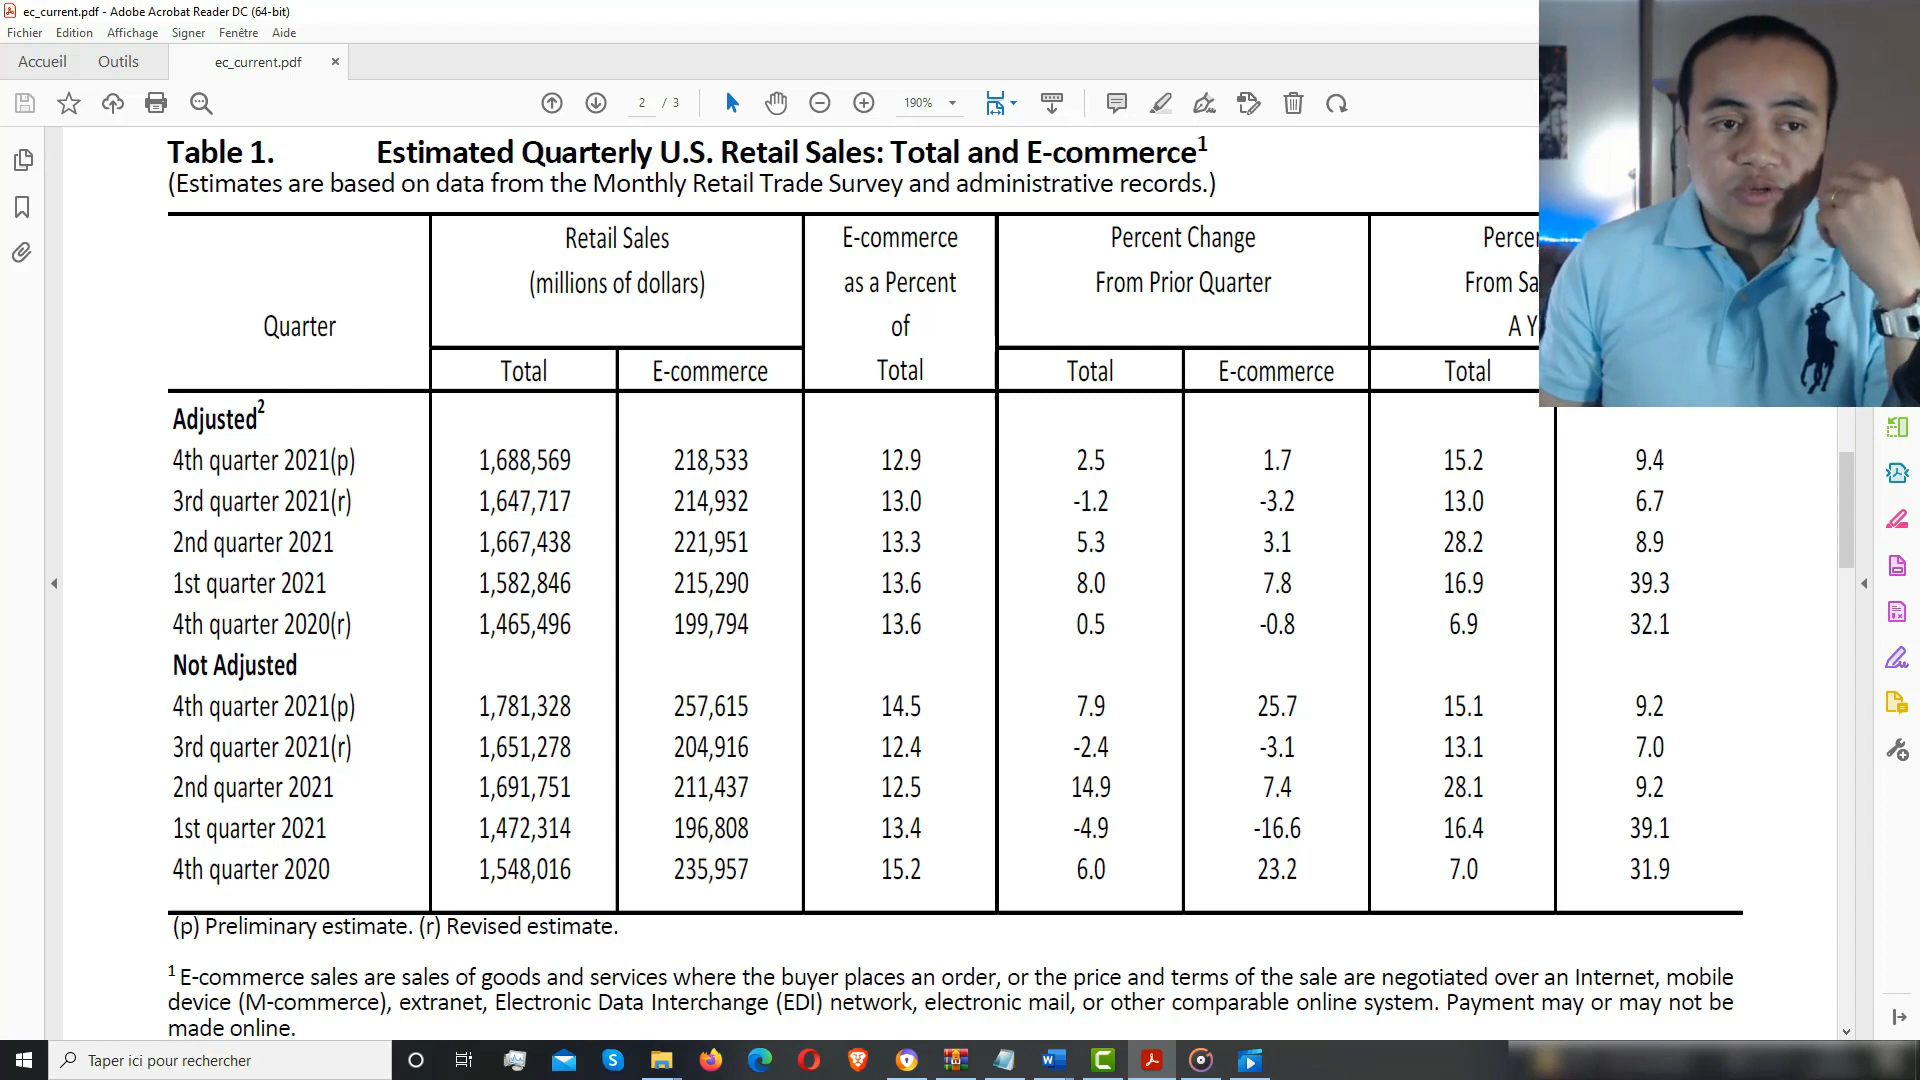 ec_current.pdf - Adobe Acrobat Reader DC (64-bit)
Fichier Edition Affichage Signer Fenêtre Aide
Accueil Outils ec_current.pdf ×
2 / 3 190%
Table 1. Estimated Quarterly U.S. Retail Sales: Total and E-commerce¹
(Estimates are based on data from the Monthly Retail Trade Survey and administrative records.)
Quarter
Retail Sales
(millions of dollars)
E-commerce
as a Percent
of
Total
Percent Change
From Prior Quarter
Perce
From Sa
A Y
Total E-commerce Total E-commerce Total
Adjusted²
4th quarter 2021(p) 1,688,569 218,533 12.9 2.5 1.7 15.2 9.4
3rd quarter 2021(r) 1,647,717 214,932 13.0 -1.2 -3.2 13.0 6.7
2nd quarter 2021 1,667,438 221,951 13.3 5.3 3.1 28.2 8.9
1st quarter 2021 1,582,846 215,290 13.6 8.0 7.8 16.9 39.3
4th quarter 2020(r) 1,465,496 199,794 13.6 0.5 -0.8 6.9 32.1
Not Adjusted
4th quarter 2021(p) 1,781,328 257,615 14.5 7.9 25.7 15.1 9.2
3rd quarter 2021(r) 1,651,278 204,916 12.4 -2.4 -3.1 13.1 7.0
2nd quarter 2021 1,691,751 211,437 12.5 14.9 7.4 28.1 9.2
1st quarter 2021 1,472,314 196,808 13.4 -4.9 -16.6 16.4 39.1
4th quarter 2020 1,548,016 235,957 15.2 6.0 23.2 7.0 31.9
(p) Preliminary estimate. (r) Revised estimate.
¹ E-commerce sales are sales of goods and services where the buyer places an order, or the price and terms of the sale are negotiated over an Internet, mobile
device (M-commerce), extranet, Electronic Data Interchange (EDI) network, electronic mail, or other comparable online system. Payment may or may not be
made online.
Taper ici pour rechercher